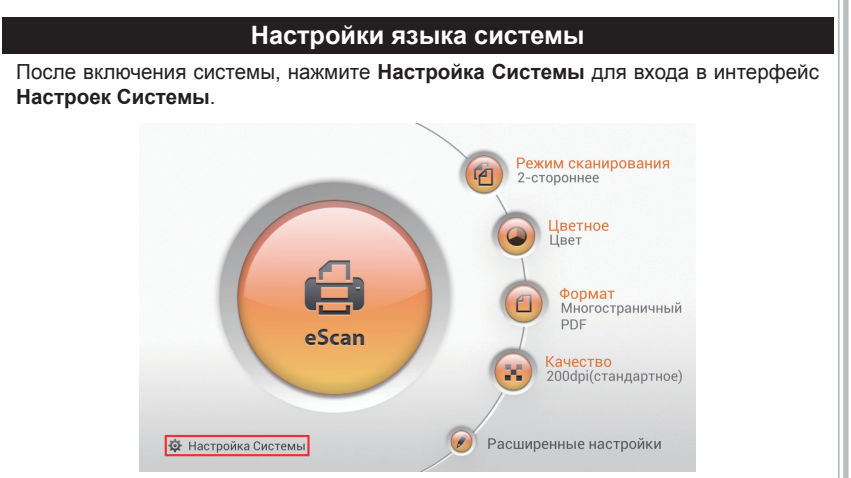 Настройки языка системы
После включения системы, нажмите Настройка Системы для входа в интерфейс
Настроек Системы.
Режим сканирования
2-стороннее
Цветное
Цвет
Формат
Многостраничный
PDF
eScan
Качество
200dpi(стандартное)
Настройка Системы
Расширенные настройки